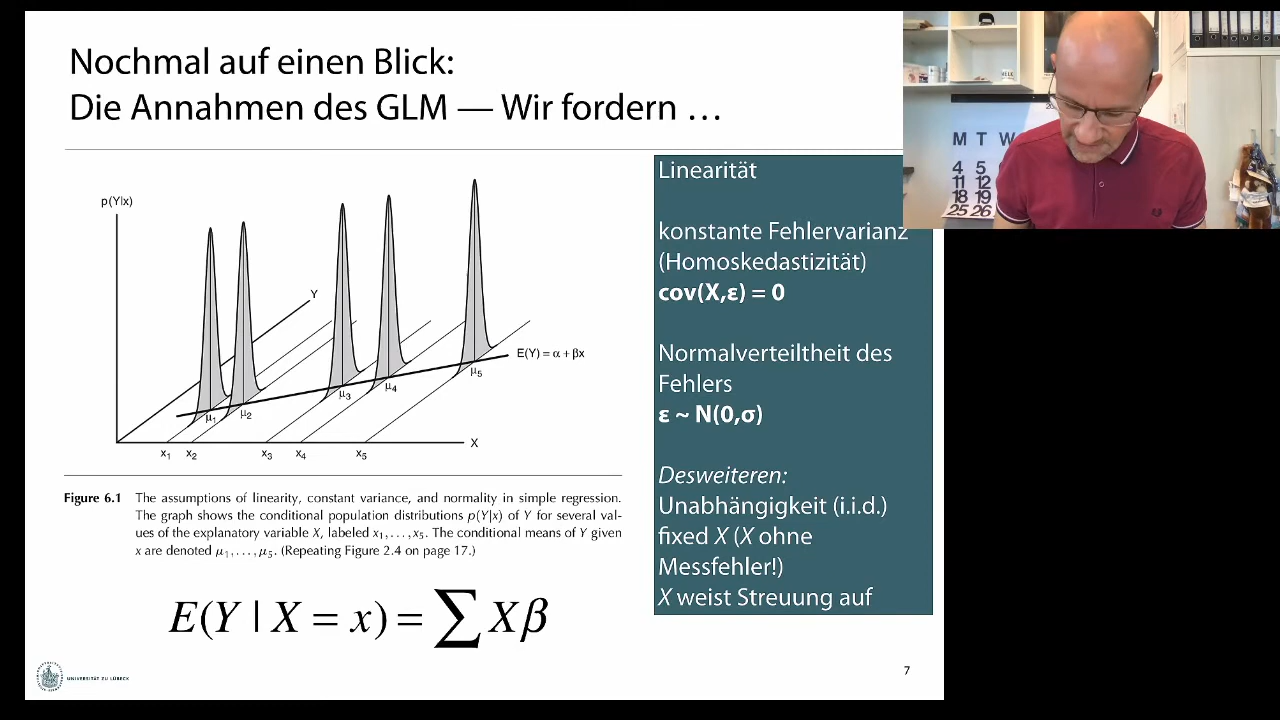 Nochmal auf einen Blick:
Die Annahmen des GLM — Wir fordern …
p(Y|x)
Y
E(Y) = α + βx
μ1
μ2
μ3
μ4
μ5
X
x1 x2 x3 x4 x5
Figure 6.1 The assumptions of linearity, constant variance, and normality in simple regression.
The graph shows the conditional population distributions p(Y|x) of Y for several val-
ues of the explanatory variable X, labeled x1,...,x5. The conditional means of Y given
x are denoted μ1,...,μ5. (Repeating Figure 2.4 on page 17.)
E(Y | X = x) = ∑ Xβ
Linearität
konstante Fehlervarianz
(Homoskedastizität)
cov(X,ε) = 0
Normalverteiltheit des
Fehlers
ε ~ N(0,σ)
Desweiteren:
Unabhängigkeit (i.i.d.)
fixed X (X ohne
Messfehler!)
X weist Streuung auf
UNIVERSITÄT ZU LÜBECK
7
M T W
4 5
11 12
18 19
25 26